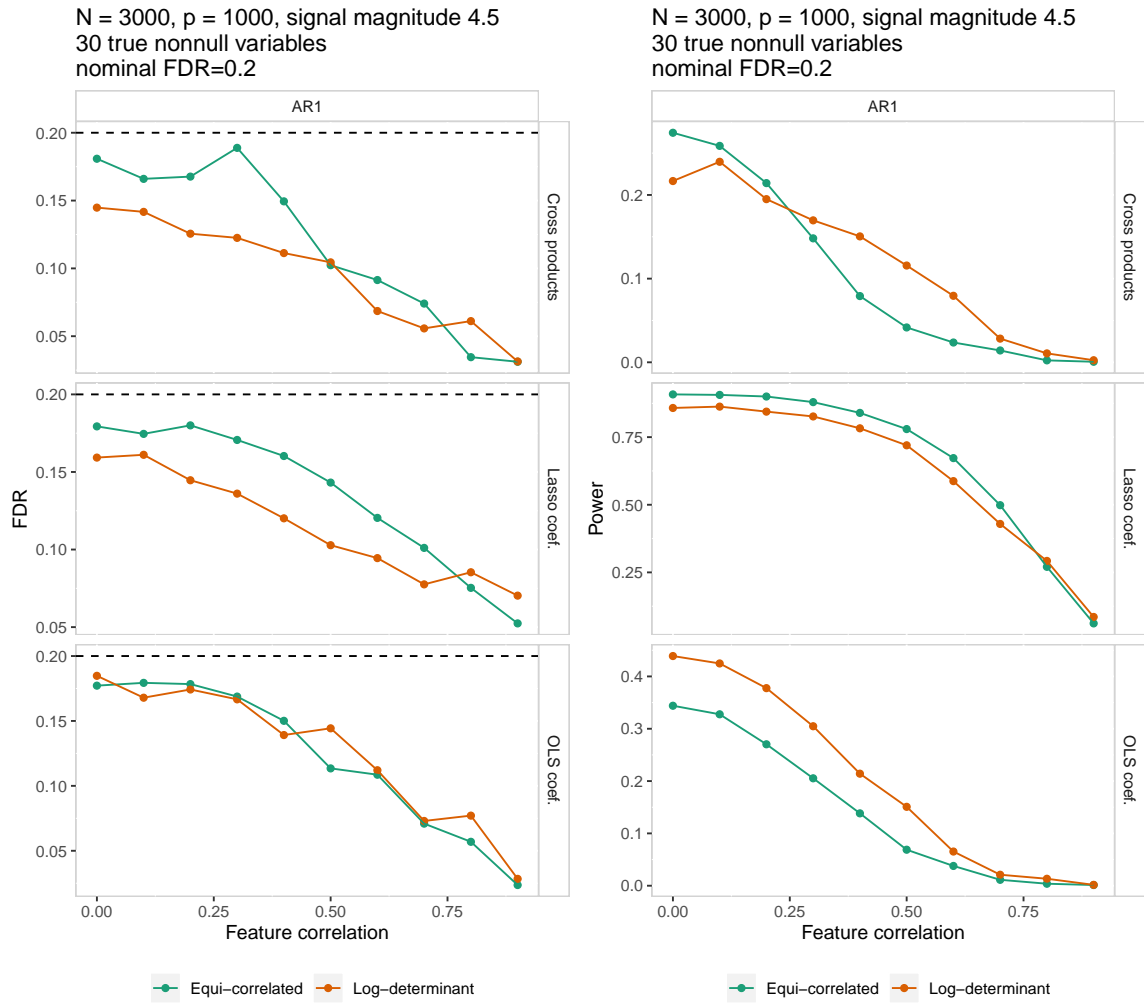 N = 3000, p = 1000, signal magnitude 4.5
30 true nonnull variables
nominal FDR=0.2
AR1
0.20
0.15
0.10
0.05
Cross products
0.20
0.15
0.10
0.05
Lasso coef.
0.20
0.15
0.10
0.05
OLS coef.
FDR
0.00
0.25
0.50
0.75
Feature correlation
Equi−correlated
Log−determinant
N = 3000, p = 1000, signal magnitude 4.5
30 true nonnull variables
nominal FDR=0.2
AR1
0.2
0.1
0.0
Cross products
0.75
0.50
0.25
Lasso coef.
0.4
0.3
0.2
0.1
0.0
OLS coef.
Power
0.00
0.25
0.50
0.75
Feature correlation
Equi−correlated
Log−determinant